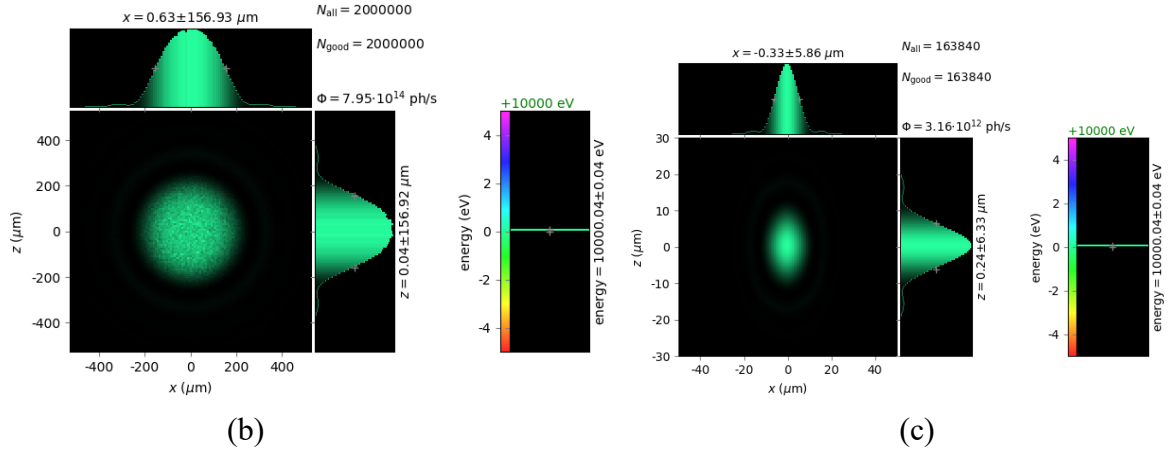 x = 0.63±156.93 μm
N_all = 2000000
N_good = 2000000
Φ = 7.95·10^14 ph/s
400
200
0
-200
-400
z (μm)
-400 -200 0 200 400
x (μm)
z = 0.04±156.92 μm
+10000 eV
4
2
0
-2
-4
energy (eV)
energy = 10000.04±0.04 eV
(b)
x = -0.33±5.86 μm
N_all = 163840
N_good = 163840
Φ = 3.16·10^12 ph/s
30
20
10
0
-10
-20
-30
z (μm)
-40 -20 0 20 40
x (μm)
z = 0.24±6.33 μm
+10000 eV
4
2
0
-2
-4
energy (eV)
energy = 10000.04±0.04 eV
(c)